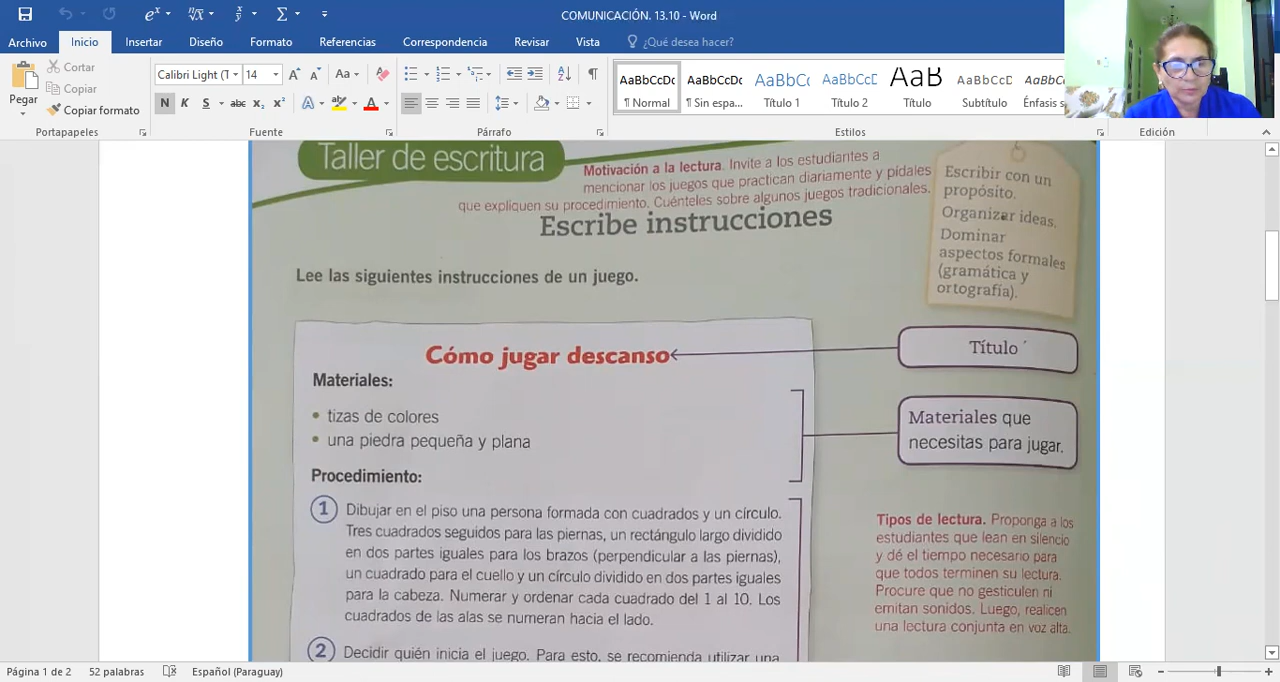 COMUNICACIÓN. 13.10 - Word
Archivo
Inicio
Insertar
Diseño
Formato
Referencias
Correspondencia
Revisar
Vista
¿Qué desea hacer?
Pegar
Cortar
Copiar
Copiar formato
Portapapeles
Calibri Light (T
14
Fuente
Párrafo
AaBbCcDc
¶ Normal
AaBbCcDc
¶ Sin espa...
AaBbCc
Título 1
AaBbCcD
Título 2
AaB
Título
AaBbCcD
Subtítulo
AaBbCc
Énfasis s
Estilos
Edición
Taller de escritura
Motivación a la lectura. Invite a los estudiantes a
mencionar los juegos que practican diariamente y pídales
que expliquen su procedimiento. Cuénteles sobre algunos juegos tradicionales.
Escribir con un
propósito.
Organizar ideas.
Dominar
aspectos formales
(gramática y
ortografía).
Escribe instrucciones
Lee las siguientes instrucciones de un juego.
Cómo jugar descanso
Título
Materiales:
• tizas de colores
• una piedra pequeña y plana
Materiales que
necesitas para jugar.
Procedimiento:
1 Dibujar en el piso una persona formada con cuadrados y un círculo.
Tres cuadrados seguidos para las piernas, un rectángulo largo dividido
en dos partes iguales para los brazos (perpendicular a las piernas),
un cuadrado para el cuello y un círculo dividido en dos partes iguales
para la cabeza. Numerar y ordenar cada cuadrado del 1 al 10. Los
cuadrados de las alas se numeran hacia el lado.
2 Decidir quién inicia el juego. Para esto, se recomienda utilizar una
Tipos de lectura. Proponga a los
estudiantes que lean en silencio
y dé el tiempo necesario para
que todos terminen su lectura.
Procure que no gesticulen ni
emitan sonidos. Luego, realicen
una lectura conjunta en voz alta.
Página 1 de 2
52 palabras
Español (Paraguay)